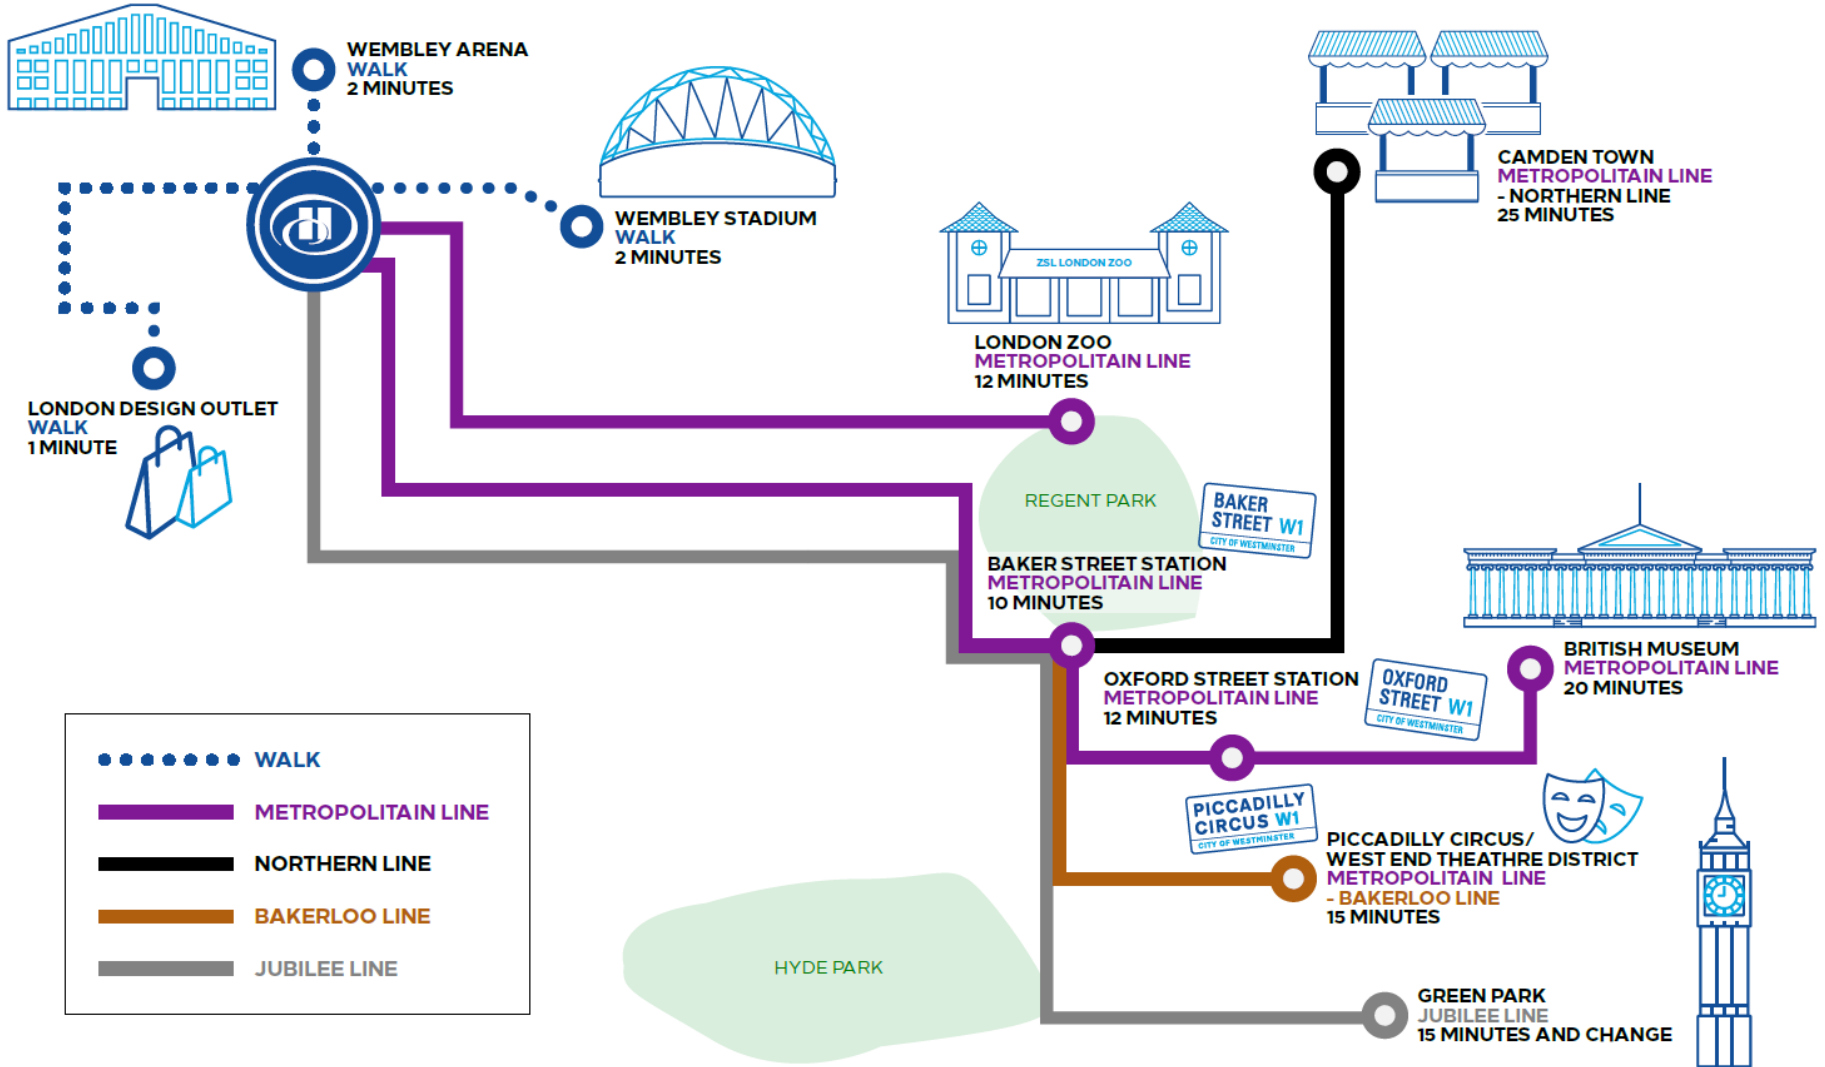 WEMBLEY ARENA
WALK
2 MINUTES
WEMBLEY STADIUM
WALK
2 MINUTES
CAMDEN TOWN
METROPOLITAIN LINE
- NORTHERN LINE
25 MINUTES
H
ZSL LONDON ZOO
LONDON ZOO
METROPOLITAIN LINE
12 MINUTES
LONDON DESIGN OUTLET
WALK
1 MINUTE
REGENT PARK
BAKER
STREET W1
CITY OF WESTMINSTER
BAKER STREET STATION
METROPOLITAIN LINE
10 MINUTES
BRITISH MUSEUM
METROPOLITAIN LINE
20 MINUTES
OXFORD STREET STATION
METROPOLITAIN LINE
12 MINUTES
OXFORD
STREET W1
CITY OF WESTMINSTER
PICCADILLY
CIRCUS W1
CITY OF WESTMINSTER
PICCADILLY CIRCUS/
WEST END THEATHRE DISTRICT
METROPOLITAIN LINE
- BAKERLOO LINE
15 MINUTES
WALK
METROPOLITAIN LINE
NORTHERN LINE
BAKERLOO LINE
JUBILEE LINE
HYDE PARK
GREEN PARK
JUBILEE LINE
15 MINUTES AND CHANGE